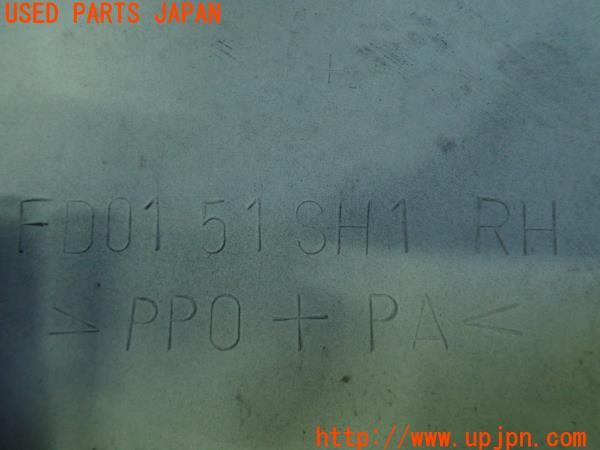 USED PARTS JAPAN
FD01 51SH1 RH
>PPO+PA<
http://www.upjpn.com/